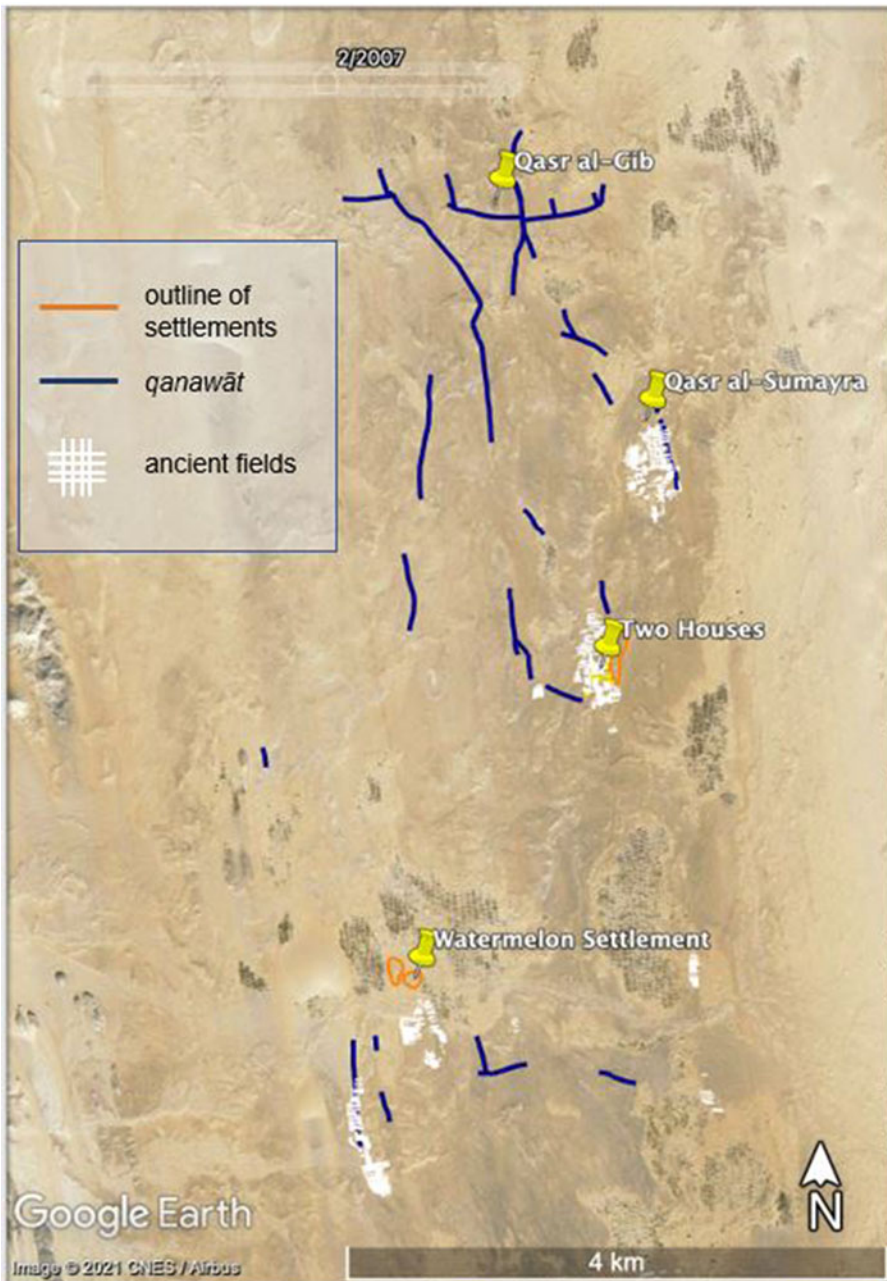 2/2007
Qasr al-Gib
outline of
settlements
qanawāt
ancient fields
Qasr al-Sumayra
Two Houses
Watermelon Settlement
N
Google Earth
Image © 2021 CNES / Airbus
4 km